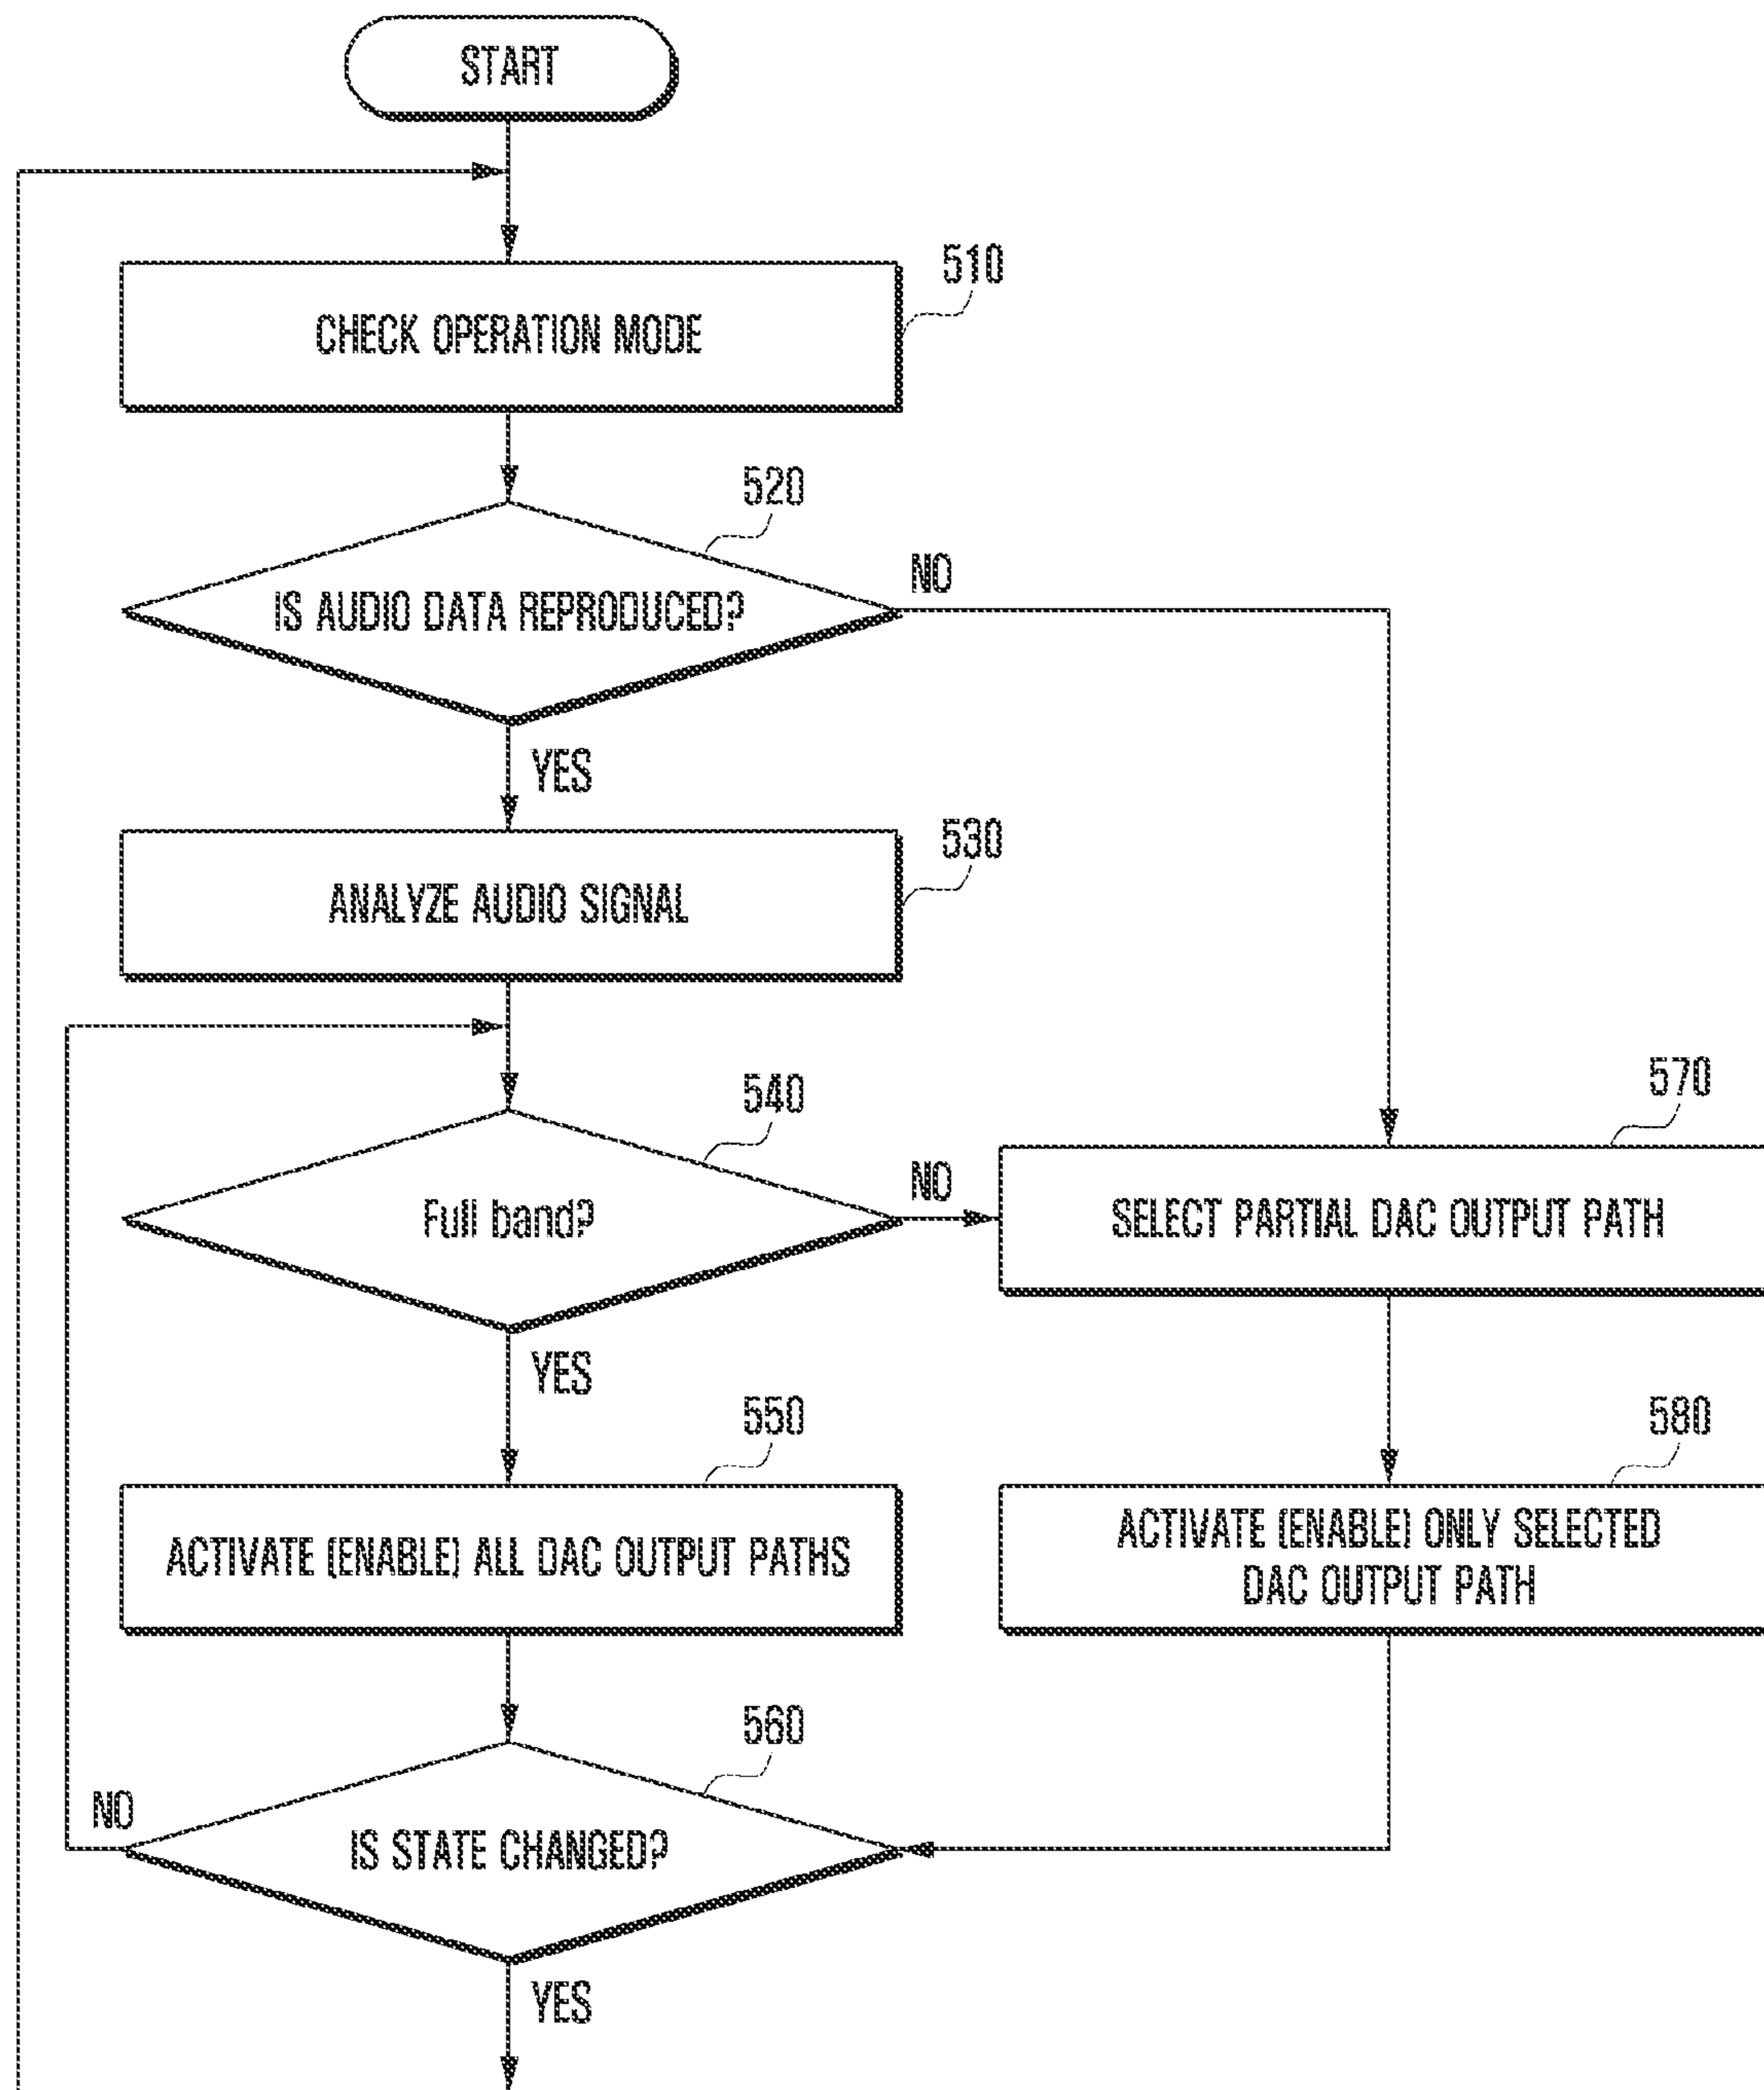 START
510
CHECK OPERATION MODE
520
NO
IS AUDIO DATA REPRODUCED?
YES
530
ANALYZE AUDIO SIGNAL
540
570
NO
Full band?
SELECT PARTIAL DAC OUTPUT PATH
YES
550
580
ACTIVATE (ENABLE) ALL DAC OUTPUT PATHS
ACTIVATE (ENABLE) ONLY SELECTED
DAC OUTPUT PATH
560
NO
IS STATE CHANGED?
YES